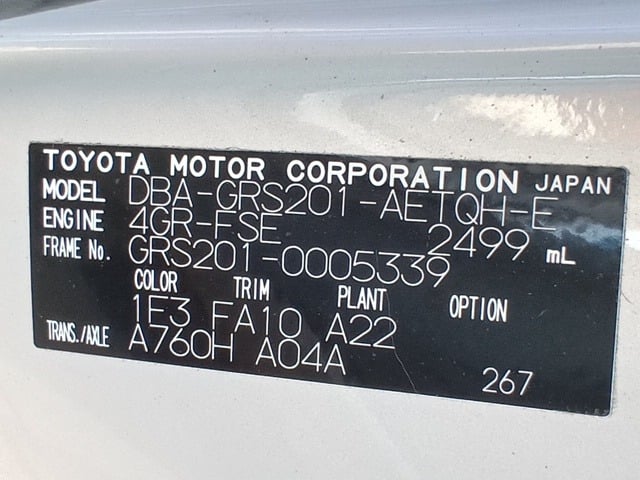 TOYOTA MOTOR CORPORATION JAPAN
MODEL DBA-GRS201-AETQH-E
ENGINE 4GR-FSE 2499 mL
FRAME No. GRS201-0005339
COLOR TRIM PLANT OPTION
1E3 FA10 A22
TRANS./AXLE A760H A04A
267